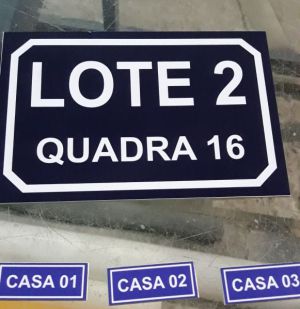 LOTE 2
QUADRA 16
CASA 01
CASA 02
CASA 03